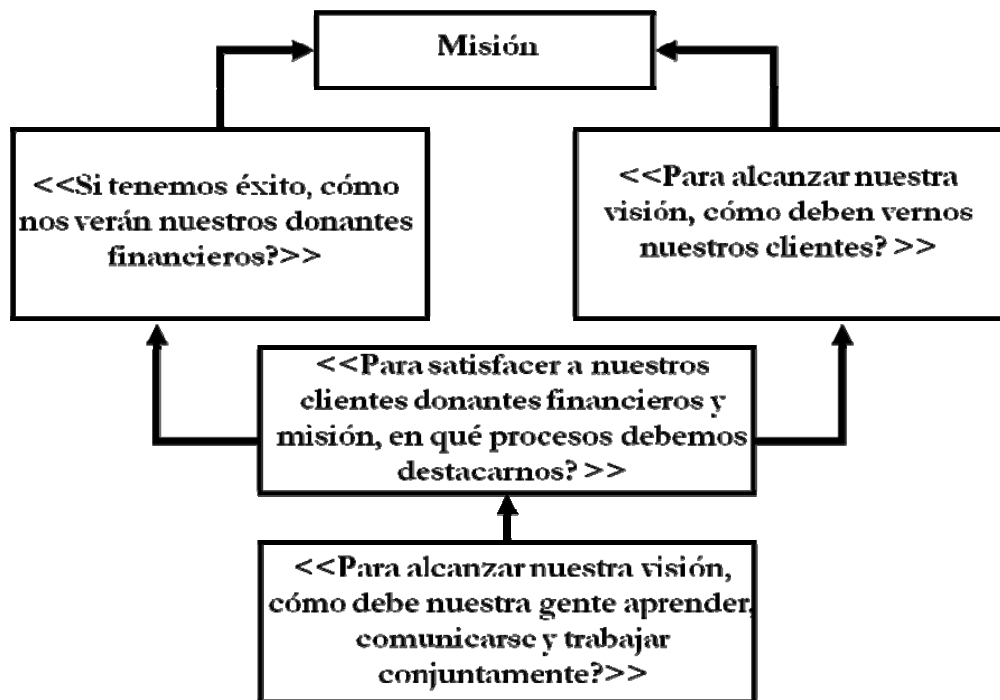 Misión
<<Si tenemos éxito, cómo
nos verán nuestros donantes
financieros?>>
<<Para alcanzar nuestra
visión, cómo deben vernos
nuestros clientes? >>
<<Para satisfacer a nuestros
clientes donantes financieros y
misión, en qué procesos debemos
destacarnos? >>
<<Para alcanzar nuestra visión,
cómo debe nuestra gente aprender,
comunicarse y trabajar
conjuntamente?>>